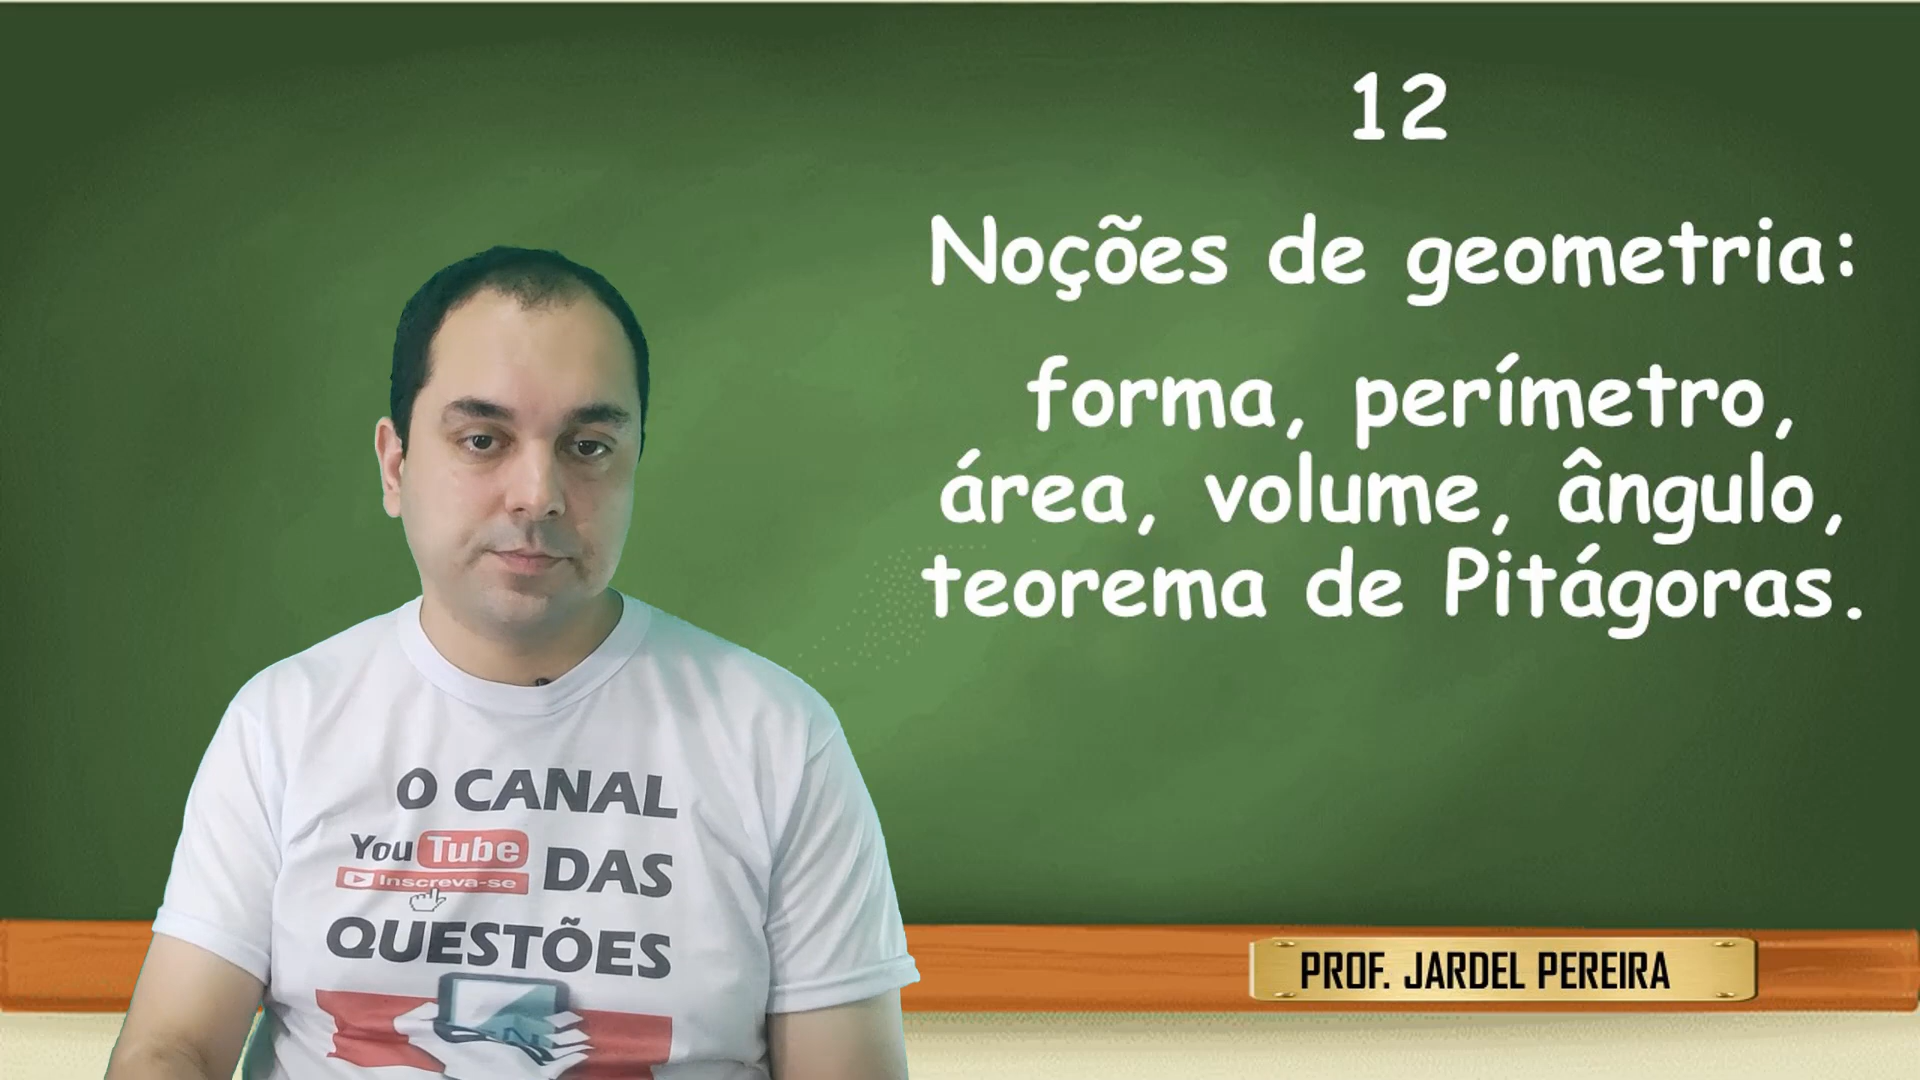 12
Noções de geometria:
forma, perímetro,
área, volume, ângulo,
teorema de Pitágoras.
O CANAL
YouTube DAS
Inscreva-se
QUESTÕES
PROF. JARDEL PEREIRA